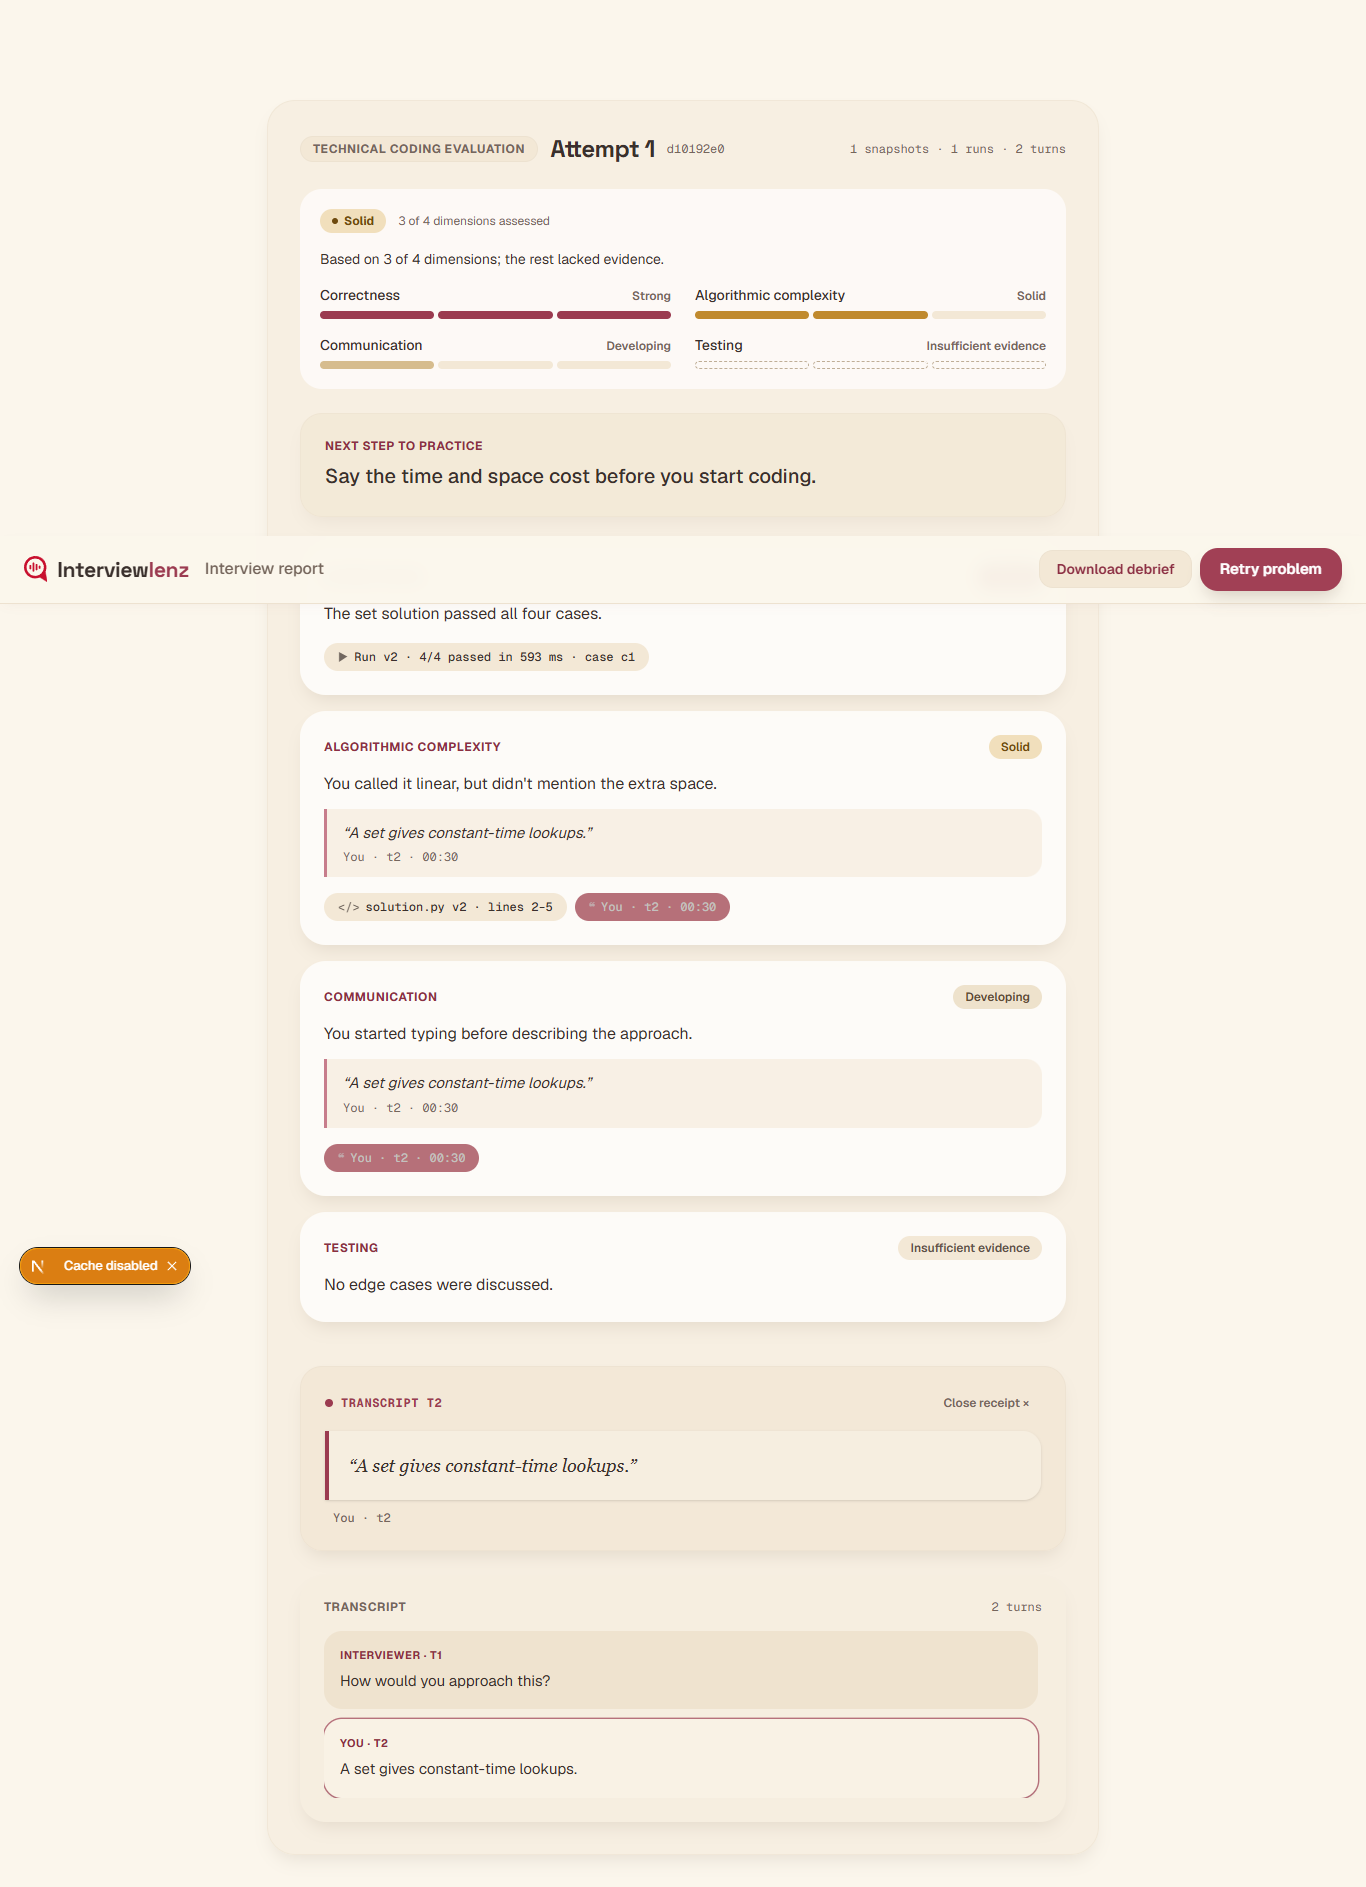 TECHNICAL CODING EVALUATION Attempt 1 d10192e0 1 snapshots · 1 runs · 2 turns
Solid 3 of 4 dimensions assessed
Based on 3 of 4 dimensions; the rest lacked evidence.
Correctness Strong
Algorithmic complexity Solid
Communication Developing
Testing Insufficient evidence
NEXT STEP TO PRACTICE
Say the time and space cost before you start coding.
Interviewlenz Interview report Download debrief Retry problem
The set solution passed all four cases.
Run v2 · 4/4 passed in 593 ms · case c1
ALGORITHMIC COMPLEXITY Solid
You called it linear, but didn't mention the extra space.
“A set gives constant-time lookups.”
You · t2 · 00:30
</> solution.py v2 · lines 2-5 “ You · t2 · 00:30
COMMUNICATION Developing
You started typing before describing the approach.
“A set gives constant-time lookups.”
You · t2 · 00:30
“ You · t2 · 00:30
TESTING Insufficient evidence
No edge cases were discussed.
N Cache disabled ×
TRANSCRIPT T2 Close receipt ×
“A set gives constant-time lookups.”
You · t2
TRANSCRIPT 2 turns
INTERVIEWER · T1
How would you approach this?
YOU · T2
A set gives constant-time lookups.